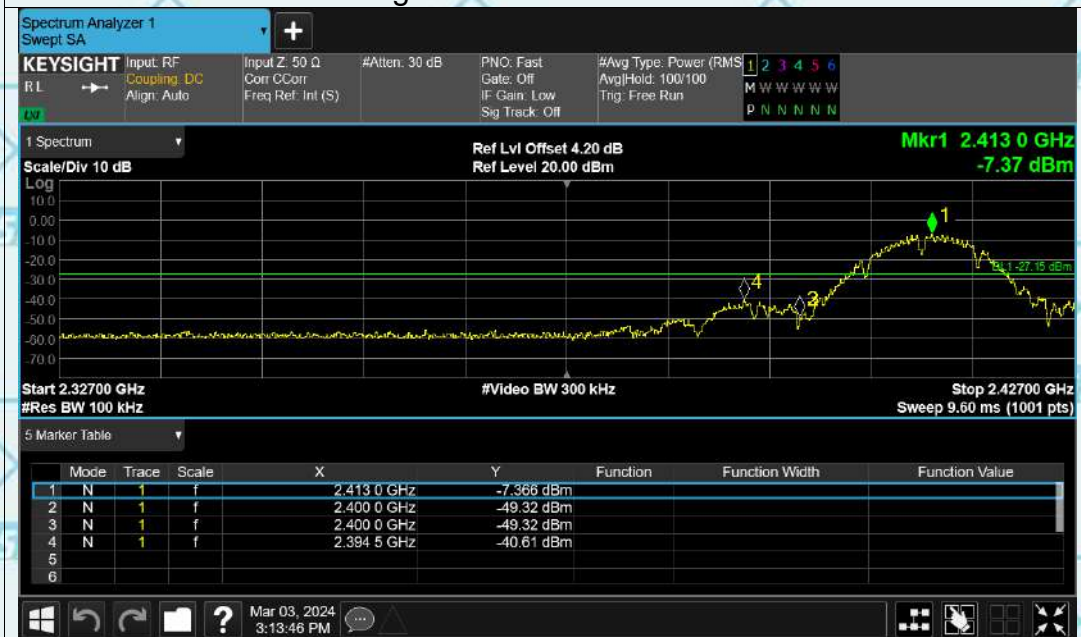 Spectrum Analyzer 1
Swept SA
+
KEYSIGHT Input: RF Input Z: 50 Ω #Atten: 30 dB PNO: Fast #Avg Type: Power (RMS 1 2 3 4 5 6
RL Coupling: DC Corr CCorr Gate: Off Avg|Hold: 100/100 M W W W W W
Align: Auto Freq Ref: Int (S) IF Gain: Low Trig: Free Run
LXI Sig Track: Off P N N N N N
1 Spectrum Ref Lvl Offset 4.20 dB Mkr1 2.413 0 GHz
Scale/Div 10 dB Ref Level 20.00 dBm -7.37 dBm
Log
10.0
0.00 1
-10.0
-20.0
DL1 -27.15 dBm
-30.0
4
-40.0 3
-50.0
-60.0
-70.0
Start 2.32700 GHz #Video BW 300 kHz Stop 2.42700 GHz
#Res BW 100 kHz Sweep 9.60 ms (1001 pts)
5 Marker Table
Mode Trace Scale X Y Function Function Width Function Value
1 N 1 f 2.413 0 GHz -7.366 dBm
2 N 1 f 2.400 0 GHz -49.32 dBm
3 N 1 f 2.400 0 GHz -49.32 dBm
4 N 1 f 2.394 5 GHz -40.61 dBm
5
6
? Mar 03, 2024
3:13:46 PM